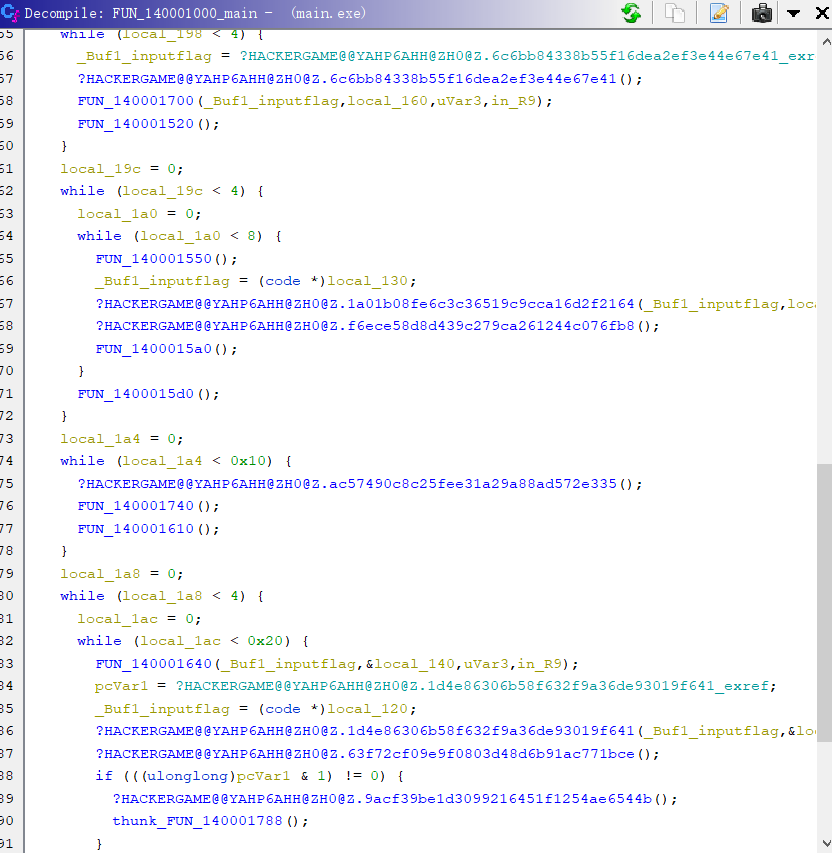 Decompile: FUN_140001000_main -  (main.exe)
55 while (local_198 < 4) {
56 _Buf1_inputflag = ?HACKERGAME@@YAHP6AHH@ZH0@Z.6c6bb84338b55f16dea2ef3e44e67e41_exr
57 ?HACKERGAME@@YAHP6AHH@ZH0@Z.6c6bb84338b55f16dea2ef3e44e67e41();
58 FUN_140001700(_Buf1_inputflag,local_160,uVar3,in_R9);
59 FUN_140001520();
60 }
61 local_19c = 0;
62 while (local_19c < 4) {
63 local_1a0 = 0;
64 while (local_1a0 < 8) {
65 FUN_140001550();
66 _Buf1_inputflag = (code *)local_130;
67 ?HACKERGAME@@YAHP6AHH@ZH0@Z.1a01b08fe6c3c36519c9cca16d2f2164(_Buf1_inputflag,loca
68 ?HACKERGAME@@YAHP6AHH@ZH0@Z.f6ece58d8d439c279ca261244c076fb8();
69 FUN_1400015a0();
70 }
71 FUN_1400015d0();
72 }
73 local_1a4 = 0;
74 while (local_1a4 < 0x10) {
75 ?HACKERGAME@@YAHP6AHH@ZH0@Z.ac57490c8c25fee31a29a88ad572e335();
76 FUN_140001740();
77 FUN_140001610();
78 }
79 local_1a8 = 0;
80 while (local_1a8 < 4) {
81 local_1ac = 0;
82 while (local_1ac < 0x20) {
83 FUN_140001640(_Buf1_inputflag,&local_140,uVar3,in_R9);
84 pcVar1 = ?HACKERGAME@@YAHP6AHH@ZH0@Z.1d4e86306b58f632f9a36de93019f641_exref;
85 _Buf1_inputflag = (code *)local_120;
86 ?HACKERGAME@@YAHP6AHH@ZH0@Z.1d4e86306b58f632f9a36de93019f641(_Buf1_inputflag,&lo
87 ?HACKERGAME@@YAHP6AHH@ZH0@Z.63f72cf09e9f0803d48d6b91ac771bce();
88 if (((ulonglong)pcVar1 & 1) != 0) {
89 ?HACKERGAME@@YAHP6AHH@ZH0@Z.9acf39be1d3099216451f1254ae6544b();
90 thunk_FUN_140001788();
91 }